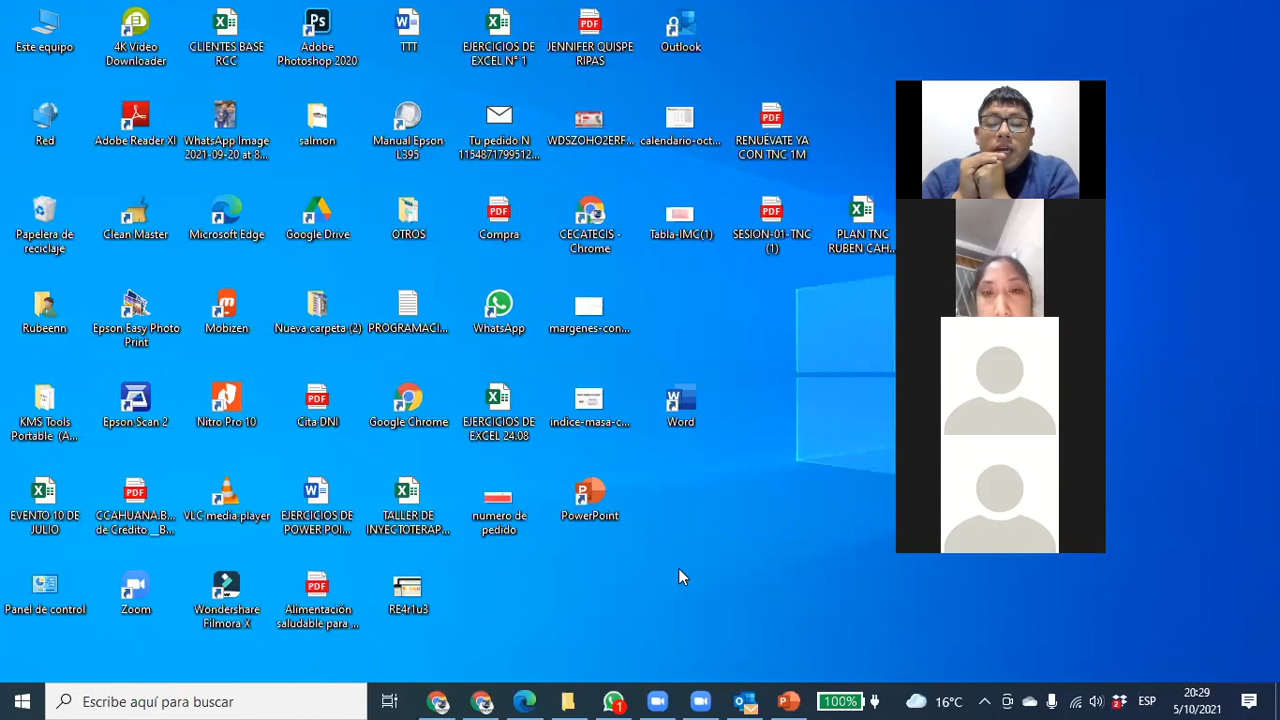 Este equipo
4K Video
Downloader
CLIENTES BASE
RCC
Adobe
Photoshop 2020
TTT
EJERCICIOS DE
EXCEL N° 1
JENNIFER QUISPE
RIPAS
Outlook
Red
Adobe Reader XI
WhatsApp Image
2021-09-20 at 8...
salmon
Manual Epson
L395
Tu pedido N
1154871799512...
WDSZOHO2ERF...
calendario-oct...
RENUÉVATE YA
CON TNC 1M
Papelera de
reciclaje
Clean Master
Microsoft Edge
Google Drive
OTROS
Compra
CECATECIS -
Chrome
Tabla-IMC(1)
SESION-01-TNC
(1)
PLAN TNC
RUBEN CAH...
Rubeenn
Epson Easy Photo
Print
Mobizen
Nueva carpeta (2)
PROGRAMACI...
WhatsApp
margenes-con...
KMS Tools
Portable (A...
Epson Scan 2
Nitro Pro 10
Cita DNI
Google Chrome
EJERCICIOS DE
EXCEL 24.08
indice-masa-c...
Word
EVENTO 10 DE
JULIO
CCAHUANA.B...
de Crédito__B...
VLC media player
EJERCICIOS DE
POWER POI...
TALLER DE
INYECTOTERAP...
numero de
pedido
PowerPoint
Panel de control
Zoom
Wondershare
Filmora X
Alimentación
saludable para ...
RE4r1u3
Escribe aquí para buscar
1
100%
16°C
ESP
20:29
5/10/2021